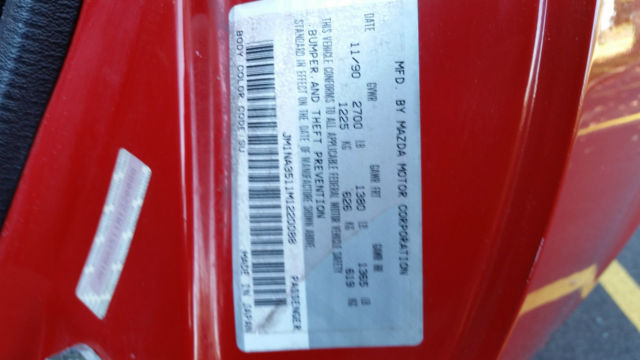 MFD. BY MAZDA MOTOR CORPORATION
DATE GVWR GAWR FRT GAWR RR
11/90 2700 LB 1380 LB 1365 LB
1225 KG 626 KG 619 KG
THIS VEHICLE CONFORMS TO ALL APPLICABLE FEDERAL MOTOR VEHICLE SAFETY
BUMPER AND THEFT PREVENTION
STANDARD IN EFFECT ON THE DATE OF MANUFACTURE SHOWN ABOVE.
JM1NA3511M1220088 PASSENGER
BODY COLOR CODE:SU MADE IN JAPAN